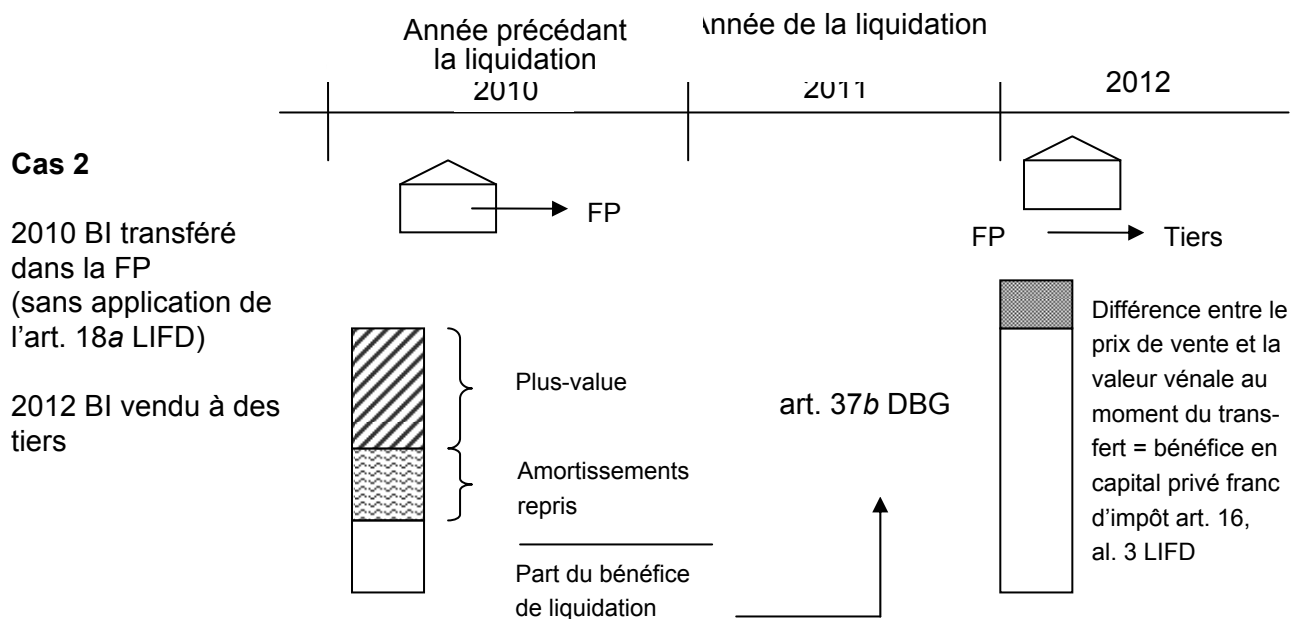 Année précédant
la liquidation
Année de la liquidation
2010
2011
2012
Cas 2
2010 BI transféré
dans la FP
(sans application de
l'art. 18a LIFD)
2012 BI vendu à des
tiers
FP
Plus-value
Amortissements
repris
Part du bénéfice
de liquidation
art. 37b DBG
FP
Tiers
Différence entre le
prix de vente et la
valeur vénale au
moment du trans-
fert = bénéfice en
capital privé franc
d'impôt art. 16,
al. 3 LIFD